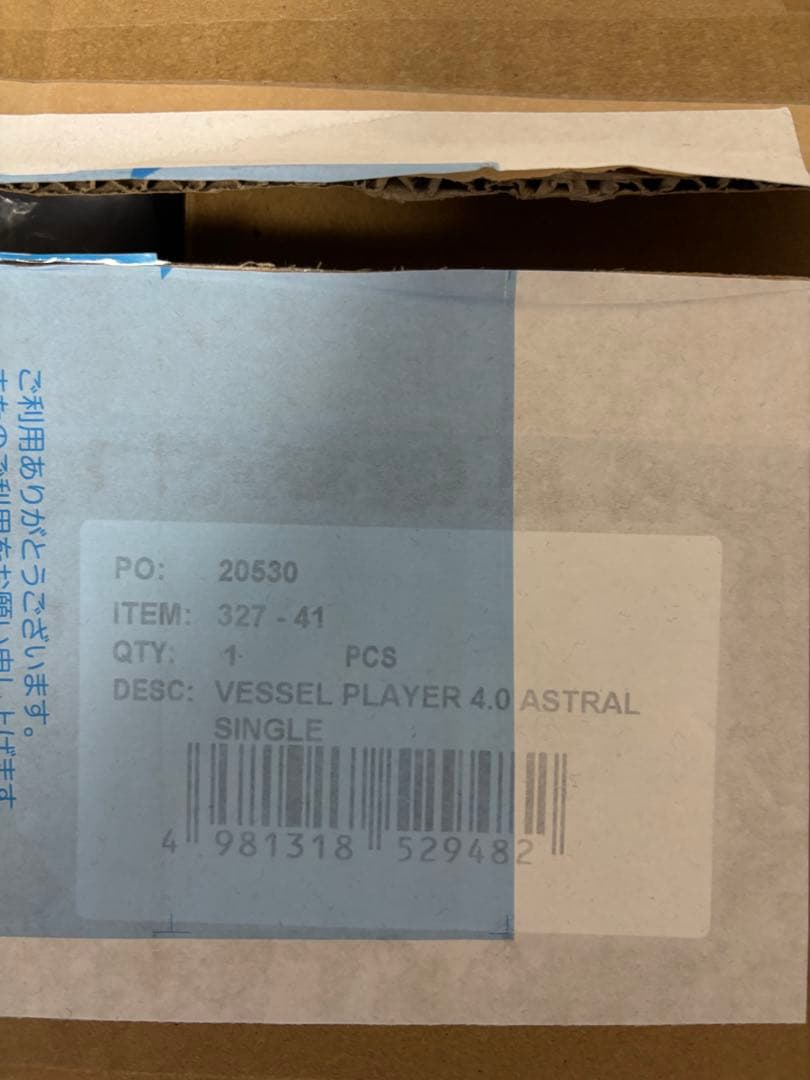 PO: 20530
ITEM: 327 - 41
QTY: 1 PCS
DESC: VESSEL PLAYER 4.0 ASTRAL
SINGLE
4 981318 529482
ご利用ありがとうございます。